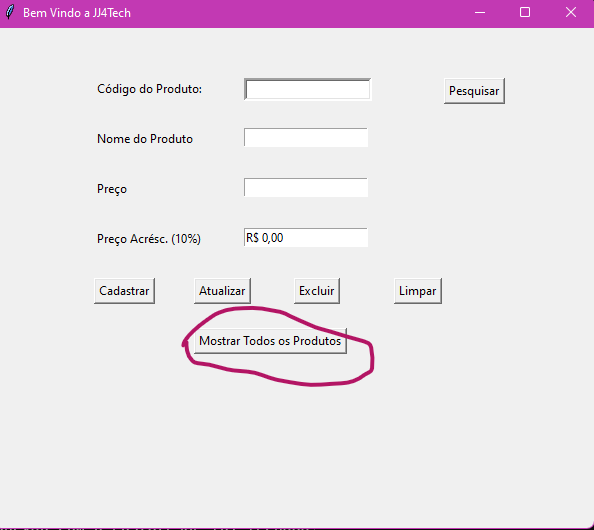 Bem Vindo a JJ4Tech
Código do Produto:
Pesquisar
Nome do Produto
Preço
Preço Acrésc. (10%)
R$ 0,00
Cadastrar
Atualizar
Excluir
Limpar
Mostrar Todos os Produtos